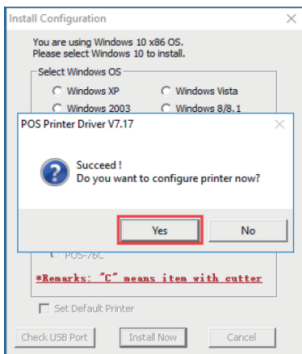 Install Configuration
You are using Windows 10 x86 OS.
Please select Windows 10 to install.
Select Windows OS
Windows XP Windows Vista
Windows 2003 Windows 8/8.1
POS Printer Driver V7.17
Succeed !
Do you want to configure printer now?
Yes No
POS-76C
*Remarks: "C" means item with cutter
Set Default Printer
Check USB Port Install Now Cancel